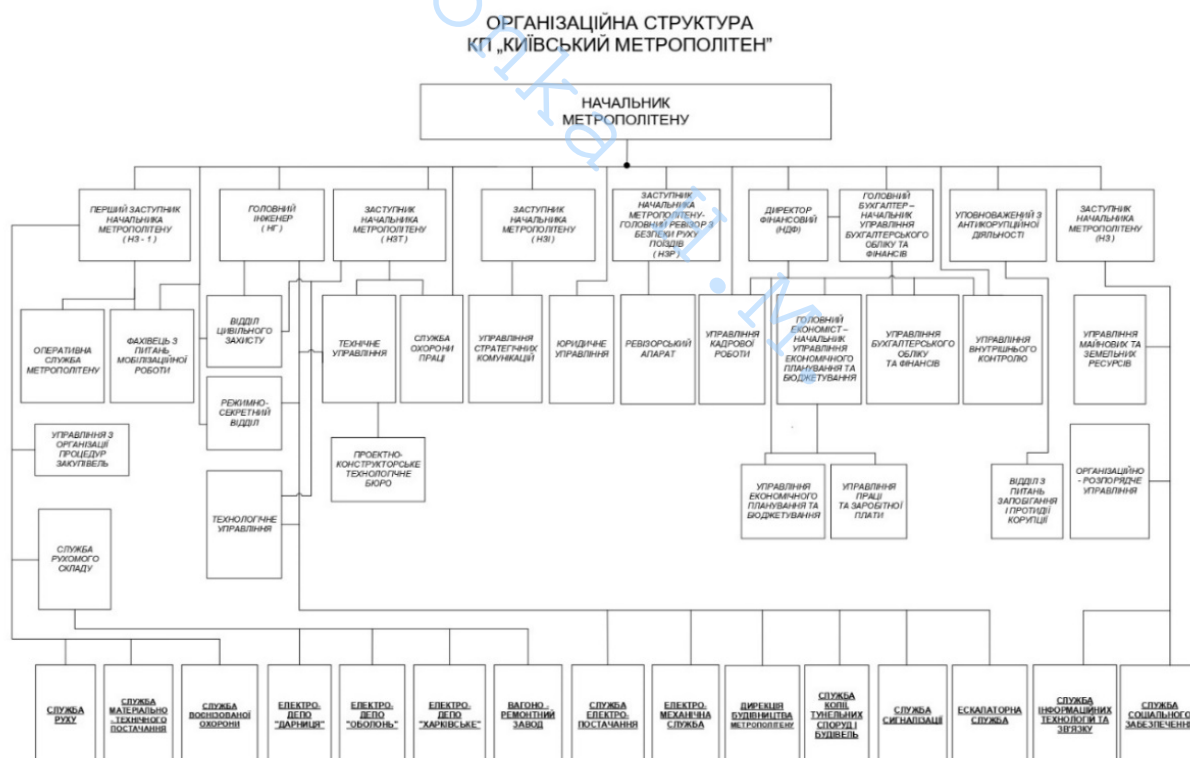 ОРГАНІЗАЦІЙНА СТРУКТУРА
КП „КИЇВСЬКИЙ МЕТРОПОЛІТЕН”
НАЧАЛЬНИК
МЕТРОПОЛІТЕНУ
ПЕРШИЙ ЗАСТУПНИК
НАЧАЛЬНИКА
МЕТРОПОЛІТЕНУ
( НЗ - 1 )
ГОЛОВНИЙ
ІНЖЕНЕР
( НГ )
ЗАСТУПНИК
НАЧАЛЬНИКА
МЕТРОПОЛІТЕНУ
( НЗТ )
ЗАСТУПНИК
НАЧАЛЬНИКА
МЕТРОПОЛІТЕНУ
( НЗІ )
ЗАСТУПНИК
НАЧАЛЬНИКА
МЕТРОПОЛІТЕНУ-
ГОЛОВНИЙ РЕВІЗОР З
БЕЗПЕКИ РУХУ
ПОЇЗДІВ
( НЗР )
ДИРЕКТОР
ФІНАНСОВИЙ
(НДФ)
ГОЛОВНИЙ
БУХГАЛТЕР –
НАЧАЛЬНИК
УПРАВЛІННЯ
БУХГАЛТЕРСЬКОГО
ОБЛІКУ ТА
ФІНАНСІВ
УПОВНОВАЖЕНИЙ З
АНТИКОРУПЦІЙНОЇ
ДІЯЛЬНОСТІ
ЗАСТУПНИК
НАЧАЛЬНИКА
МЕТРОПОЛІТЕНУ
(НЗ)
ОПЕРАТИВНА
СЛУЖБА
МЕТРОПОЛІТЕНУ
ФАХІВЕЦЬ З
ПИТАНЬ
МОБІЛІЗАЦІЙНОЇ
РОБОТИ
ВІДДІЛ
ЦИВІЛЬНОГО
ЗАХИСТУ
ТЕХНІЧНЕ
УПРАВЛІННЯ
СЛУЖБА
ОХОРОНИ
ПРАЦІ
УПРАВЛІННЯ
СТРАТЕГІЧНИХ
КОМУНІКАЦІЙ
ЮРИДИЧНЕ
УПРАВЛІННЯ
РЕВІЗОРСЬКИЙ
АПАРАТ
УПРАВЛІННЯ
КАДРОВОЇ
РОБОТИ
ГОЛОВНИЙ
ЕКОНОМІСТ –
НАЧАЛЬНИК
УПРАВЛІННЯ
ЕКОНОМІЧНОГО
ПЛАНУВАННЯ ТА
БЮДЖЕТУВАННЯ
УПРАВЛІННЯ
БУХГАЛТЕРСЬКОГО
ОБЛІКУ
ТА ФІНАНСІВ
УПРАВЛІННЯ
ВНУТРІШНЬОГО
КОНТРОЛЮ
УПРАВЛІННЯ
МАЙНОВИХ ТА
ЗЕМЕЛЬНИХ
РЕСУРСІВ
РЕЖИМНО-
СЕКРЕТНИЙ
ВІДДІЛ
УПРАВЛІННЯ З
ОРГАНІЗАЦІЇ
ПРОЦЕДУР
ЗАКУПІВЕЛЬ
ПРОЕКТНО-
КОНСТРУКТОРСЬКЕ
ТЕХНОЛОГІЧНЕ
БЮРО
ТЕХНОЛОГІЧНЕ
УПРАВЛІННЯ
УПРАВЛІННЯ
ЕКОНОМІЧНОГО
ПЛАНУВАННЯ ТА
БЮДЖЕТУВАННЯ
УПРАВЛІННЯ
ПРАЦІ
ТА ЗАРОБІТНОЇ
ПЛАТИ
ВІДДІЛ З
ПИТАНЬ
ЗАПОБІГАННЯ
І ПРОТИДІЇ
КОРУПЦІЇ
ОРГАНІЗАЦІЙНО
- РОЗПОРЯДЧЕ
УПРАВЛІННЯ
СЛУЖБА
РУХОМОГО
СКЛАДУ
СЛУЖБА
РУХУ
СЛУЖБА
МАТЕРІАЛЬНО
- ТЕХНІЧНОГО
ПОСТАЧАННЯ
СЛУЖБА
ВОЄНІЗОВАНОЇ
ОХОРОНИ
ЕЛЕКТРО-
ДЕПО
"ДАРНИЦЯ"
ЕЛЕКТРО-
ДЕПО
"ОБОЛОНЬ"
ЕЛЕКТРО-
ДЕПО
"ХАРКІВСЬКЕ"
ВАГОНО -
РЕМОНТНИЙ
ЗАВОД
СЛУЖБА
ЕЛЕКТРО-
ПОСТАЧАННЯ
ЕЛЕКТРО-
МЕХАНІЧНА
СЛУЖБА
ДИРЕКЦІЯ
БУДІВНИЦТВА
МЕТРОПОЛІТЕНУ
СЛУЖБА
КОЛІЇ,
ТУНЕЛЬНИХ
СПОРУД І
БУДІВЕЛЬ
СЛУЖБА
СИГНАЛІЗАЦІЇ
ЕСКАЛАТОРНА
СЛУЖБА
СЛУЖБА
ІНФОРМАЦІЙНИХ
ТЕХНОЛОГІЙ ТА
ЗВ'ЯЗКУ
СЛУЖБА
СОЦІАЛЬНОГО
ЗАБЕЗПЕЧЕННЯ